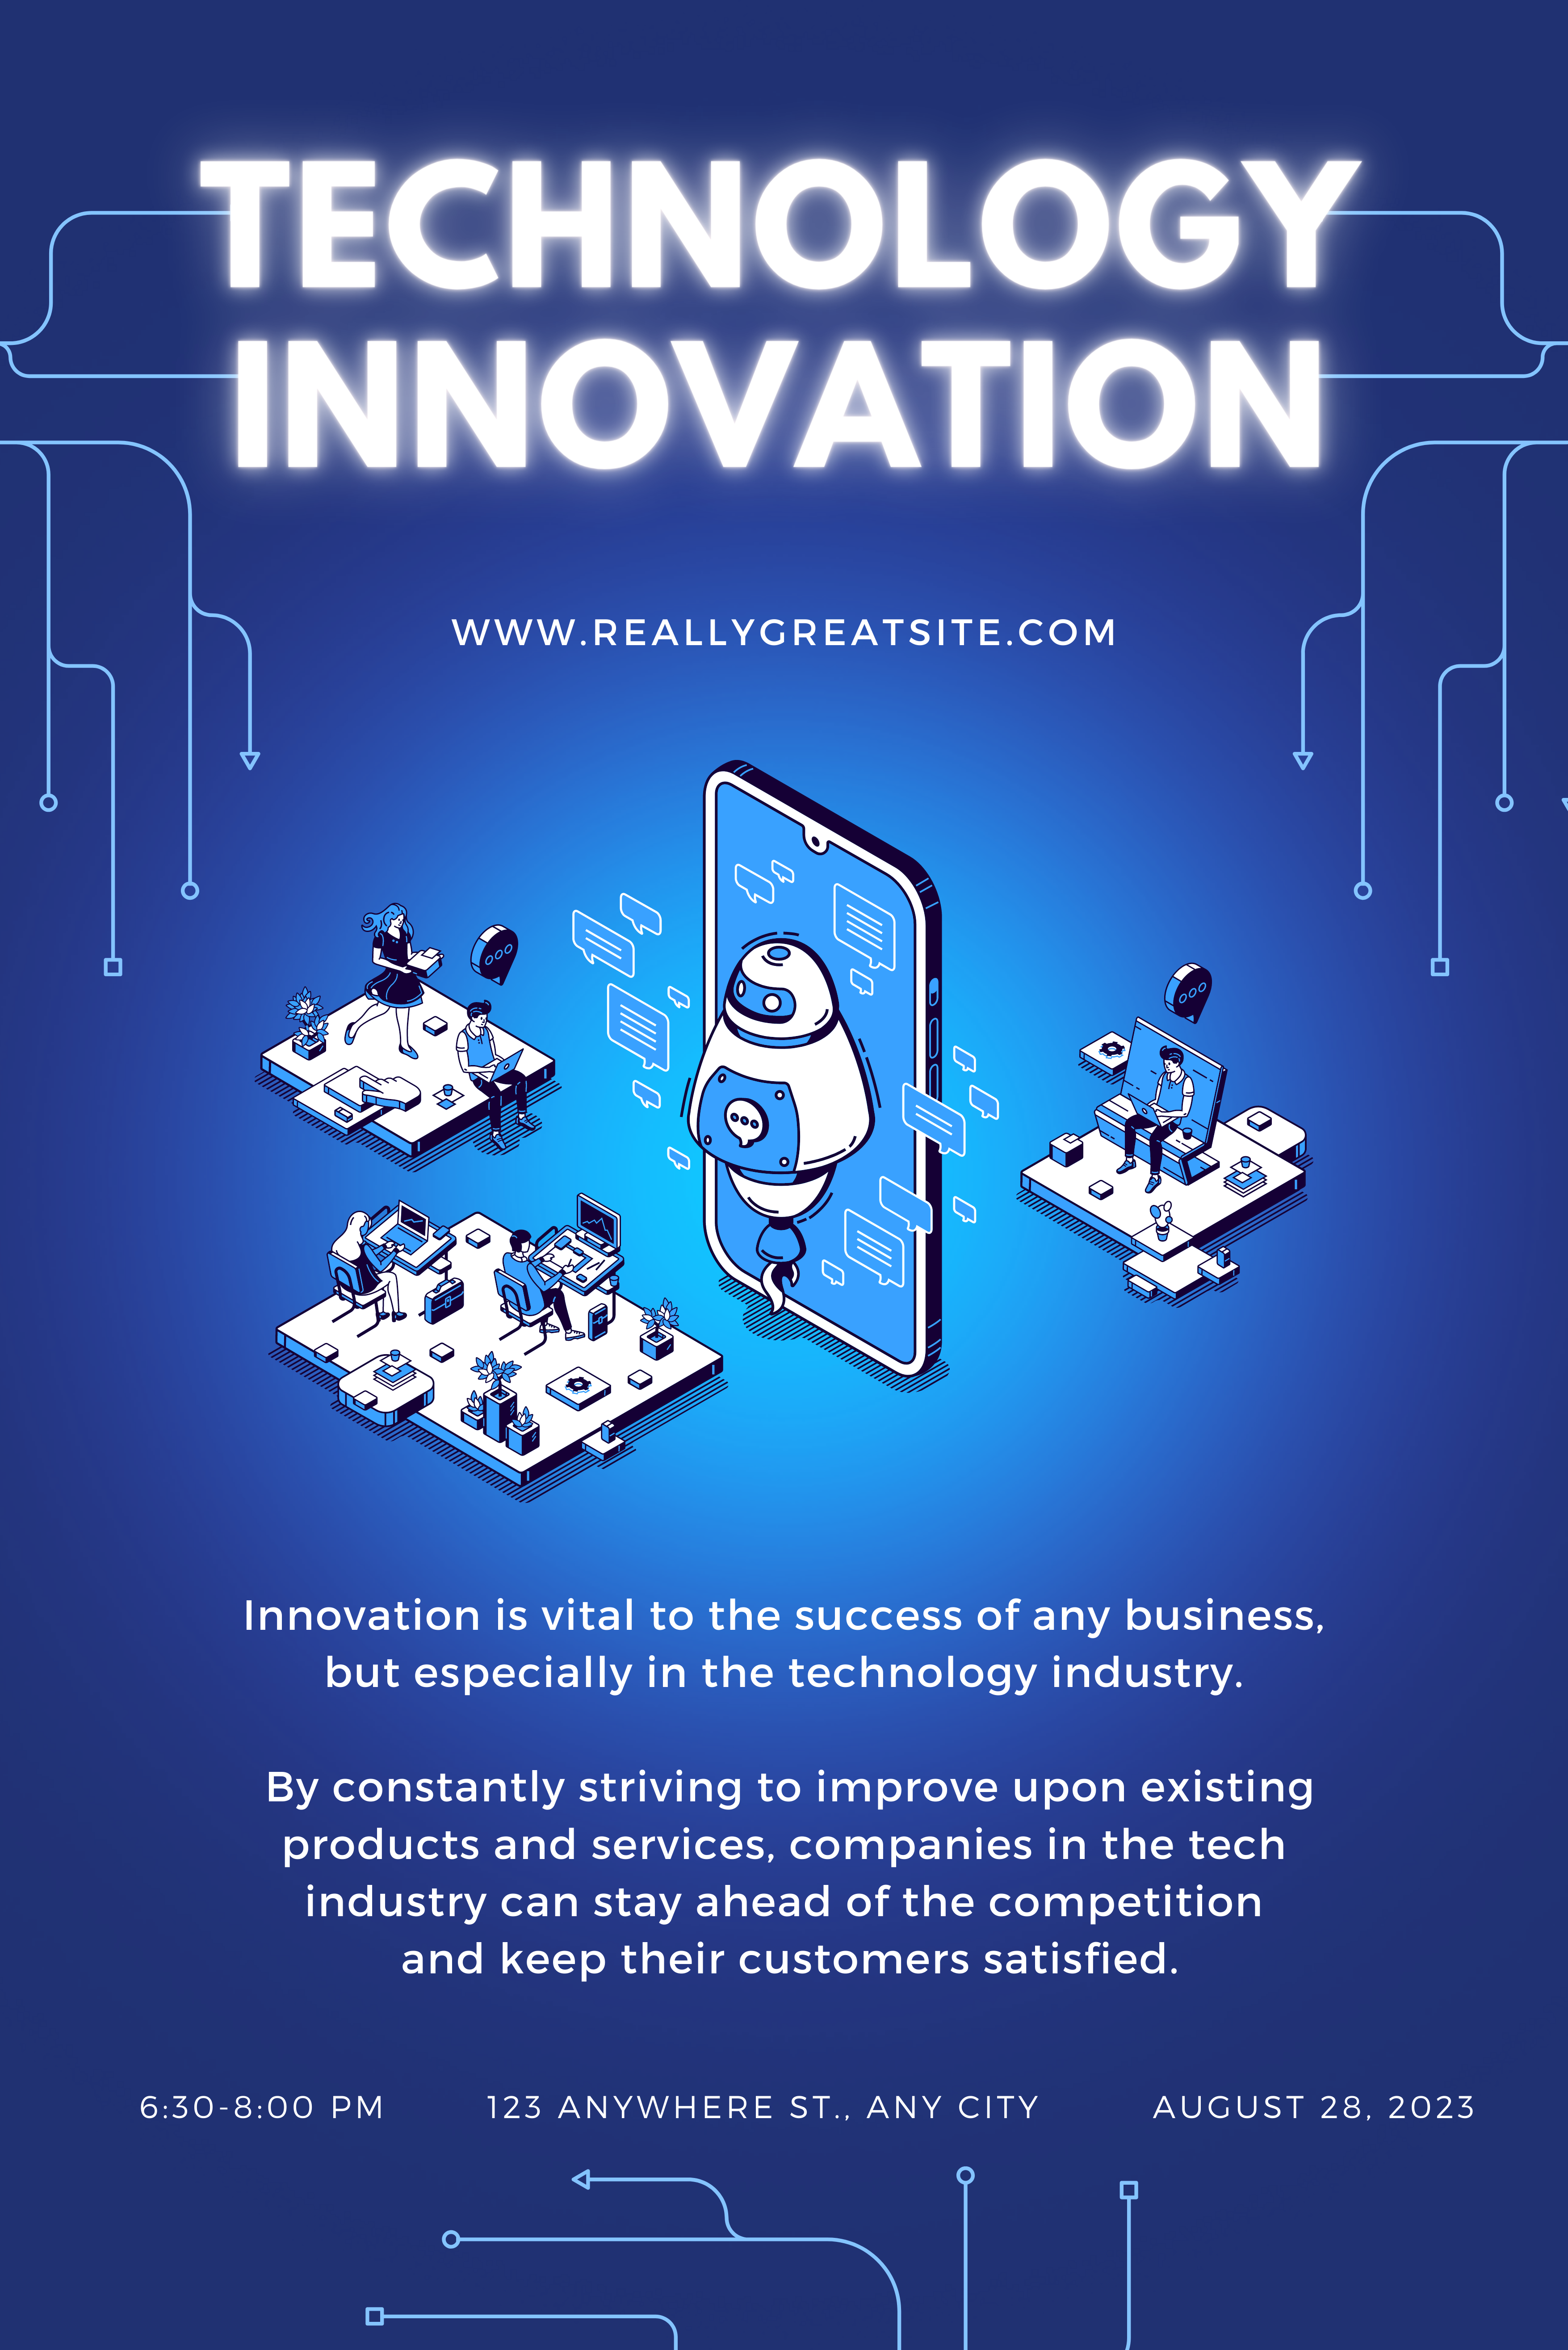 TECHNOLOGY
INNOVATION
WWW.REALLYGREATSITE.COM
Innovation is vital to the success of any business,
but especially in the technology industry.
By constantly striving to improve upon existing
products and services, companies in the tech
industry can stay ahead of the competition
and keep their customers satisfied.
6:30-8:00 PM
123 ANYWHERE ST., ANY CITY
AUGUST 28, 2023